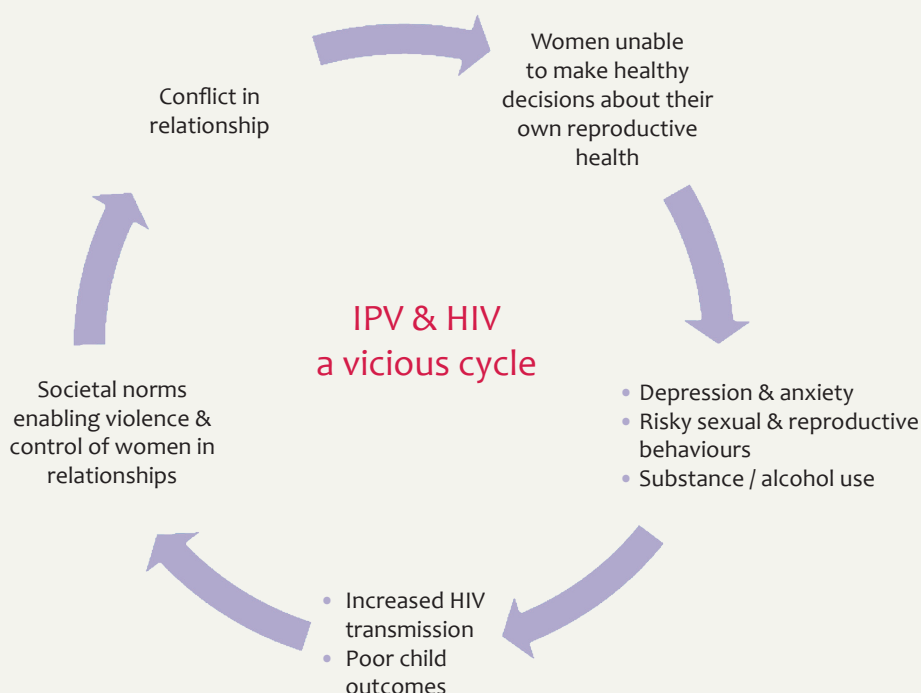 Conflict in
relationship
Women unable
to make healthy
decisions about their
own reproductive
health
• Depression & anxiety
• Risky sexual & reproductive
behaviours
• Substance / alcohol use
• Increased HIV
transmission
• Poor child
outcomes
Societal norms
enabling violence &
control of women in
relationships
IPV & HIV
a vicious cycle